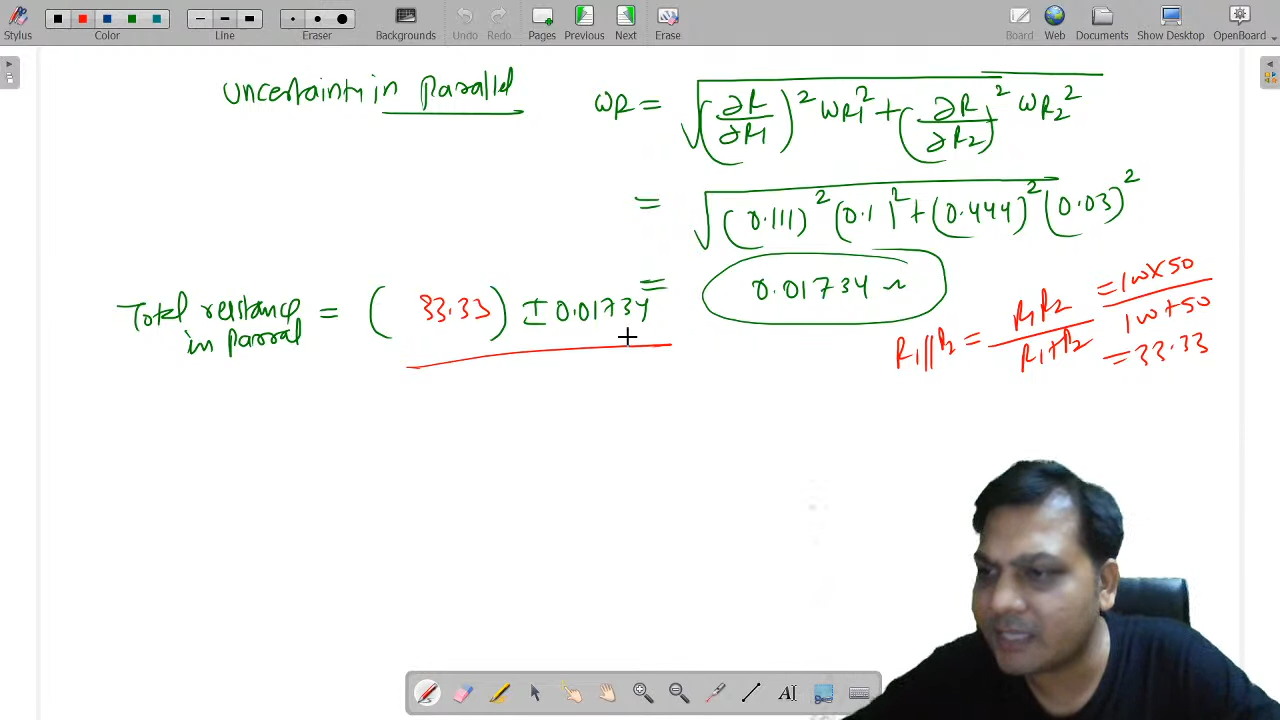 Stylus Color Line Eraser Backgrounds Undo Redo Pages Previous Next Erase Board Web Documents Show Desktop OpenBoard
Uncertainty in Parallel ωR = √(∂R/∂R1)² ωR1² + (∂R/∂R2)² ωR2²
= √(0.111)² (0.1)² + (0.444)² (0.03)²
= 0.01734 Ω
Total resistance in parral = (33.33) ± 0.01734
R1||R2 = R1R2/R1+R2 = 100×50/100+50
= 33.33
AI